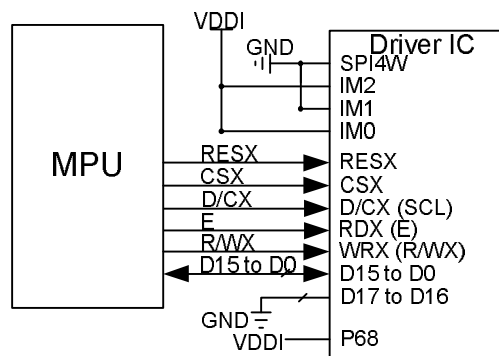 VDDI
GND
Driver IC
SPI4W
IM2
IM1
IM0
MPU
RESX
RESX
CSX
CSX
D/CX
D/CX (SCL)
E
RDX (E)
R/WX
WRX (R/WX)
D15 to D0
D15 to D0
D17 to D16
GND
VDDI
P68